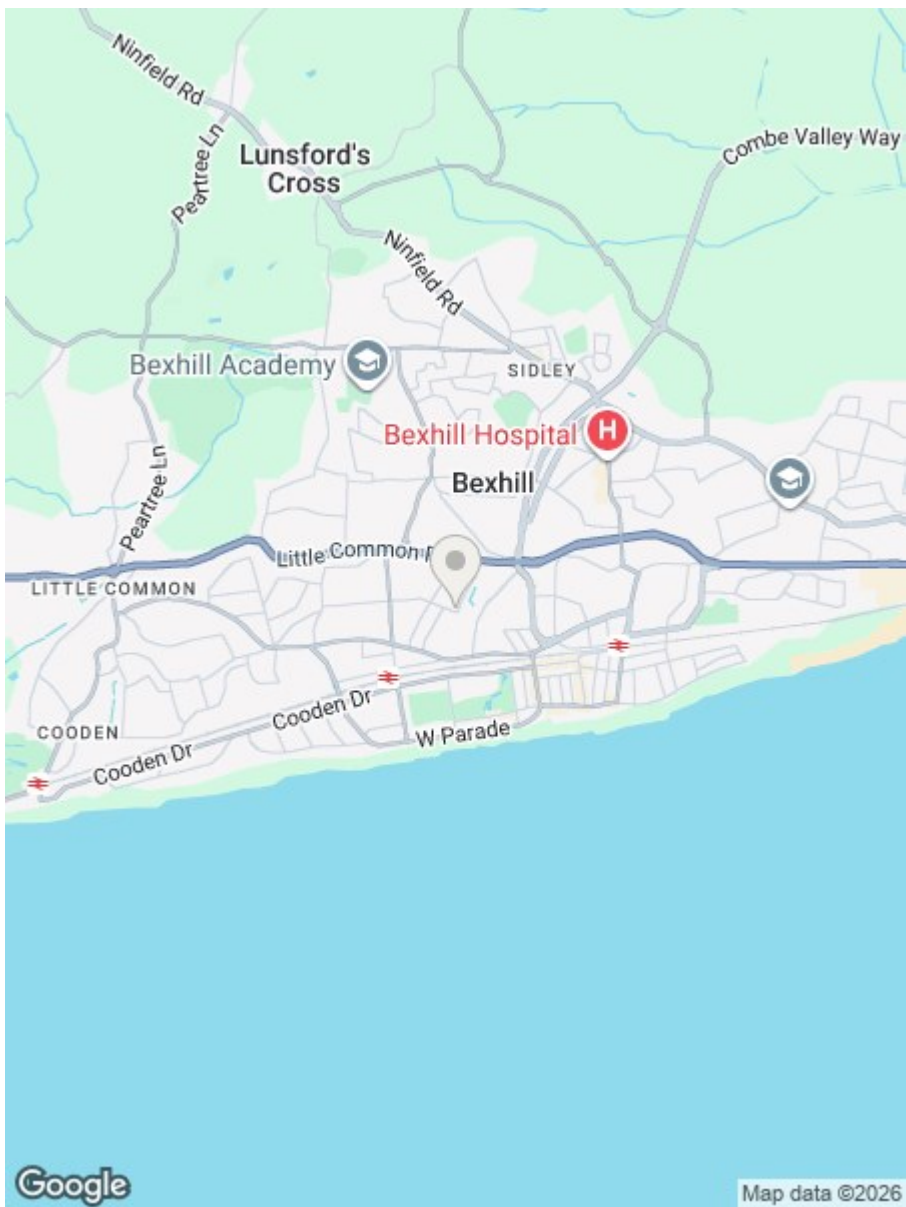 Ninfield Rd
Combe Valley Way
Lunsford's
Cross
Peartree Ln
Ninfield Rd
Bexhill Academy
SIDLEY
Bexhill Hospital
H
Bexhill
Peartree Ln
Little Common
LITTLE COMMON
Cooden Dr
W Parade
COODEN
Cooden Dr
Google
Map data ©2026